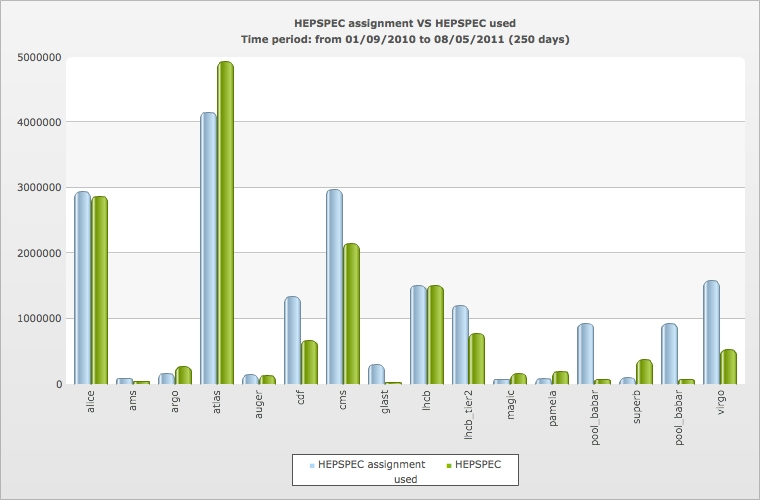 HEPSPEC assignment VS HEPSPEC used
Time period: from 01/09/2010 to 08/05/2011 (250 days)
5000000
4000000
3000000
2000000
1000000
0
alice
ams
argo
atlas
auger
cdf
cms
glast
lhcb
lhcb_tier2
magic
pamela
pool_babar
superb
pool_babar
virgo
HEPSPEC assignment HEPSPEC
used